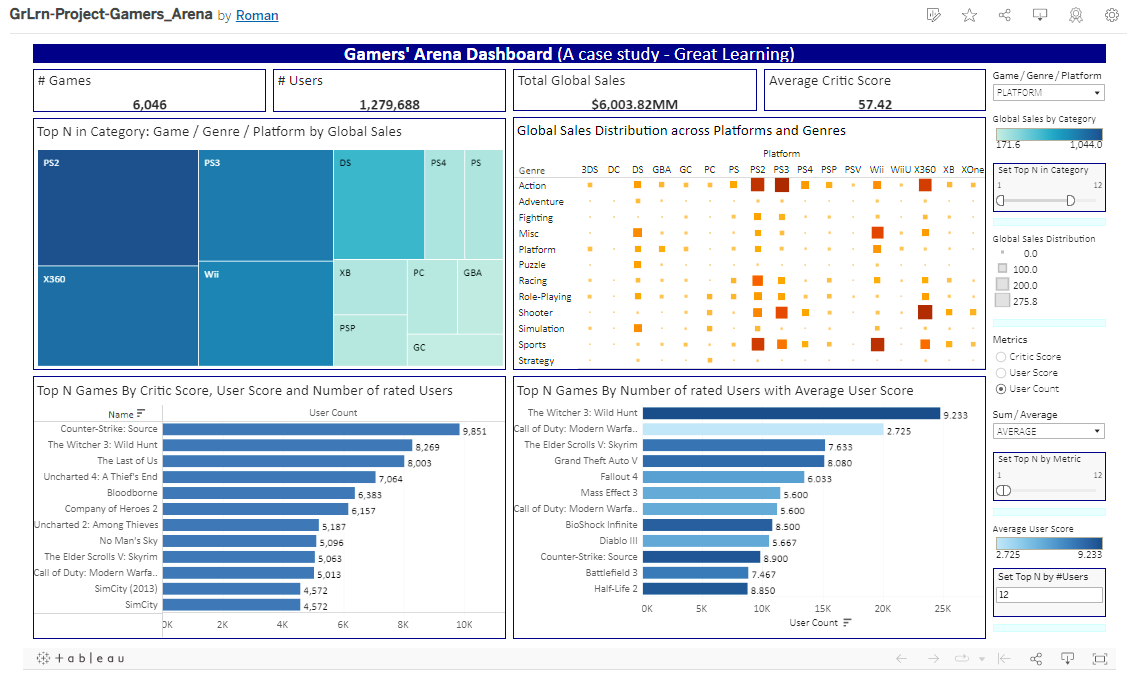 GrLrn-Project-Gamers_Arena by Roman
Gamers' Arena Dashboard (A case study - Great Learning)
# Games
6,046
# Users
1,279,688
Total Global Sales
$6,003.82MM
Average Critic Score
57.42
Game / Genre / Platform
PLATFORM
Global Sales by Category
171.6 1,044.0
Set Top N in Category
1 12
Global Sales Distribution
0.0
100.0
200.0
275.8
Metrics
Critic Score
User Score
User Count
Sum / Average
AVERAGE
Set Top N by Metric
1 12
Average User Score
2.725 9.233
Set Top N by #Users
12
Top N in Category: Game / Genre / Platform by Global Sales
PS2
PS3
DS
PS4
PS
X360
Wii
XB
PC
GBA
PSP
GC
Global Sales Distribution across Platforms and Genres
Platform
Genre 3DS DC DS GBA GC PC PS PS2 PS3 PS4 PSP PSV Wii WiiU X360 XB XOne
Action
Adventure
Fighting
Misc
Platform
Puzzle
Racing
Role-Playing
Shooter
Simulation
Sports
Strategy
Top N Games By Critic Score, User Score and Number of rated Users
Name User Count
Counter-Strike: Source 9,851
The Witcher 3: Wild Hunt 8,269
The Last of Us 8,003
Uncharted 4: A Thief's End 7,064
Bloodborne 6,383
Company of Heroes 2 6,157
Uncharted 2: Among Thieves 5,187
No Man's Sky 5,096
The Elder Scrolls V: Skyrim 5,063
Call of Duty: Modern Warfa.. 5,013
SimCity (2013) 4,572
SimCity 4,572
0K 2K 4K 6K 8K 10K
Top N Games By Number of rated Users with Average User Score
The Witcher 3: Wild Hunt 9.233
Call of Duty: Modern Warfa.. 2.725
The Elder Scrolls V: Skyrim 7.633
Grand Theft Auto V 8.080
Fallout 4 6.033
Mass Effect 3 5.600
Call of Duty: Modern Warfa.. 5.600
BioShock Infinite 8.500
Diablo III 5.667
Counter-Strike: Source 8.900
Battlefield 3 7.467
Half-Life 2 8.850
0K 5K 10K 15K 20K 25K
User Count
+ a b | e a u